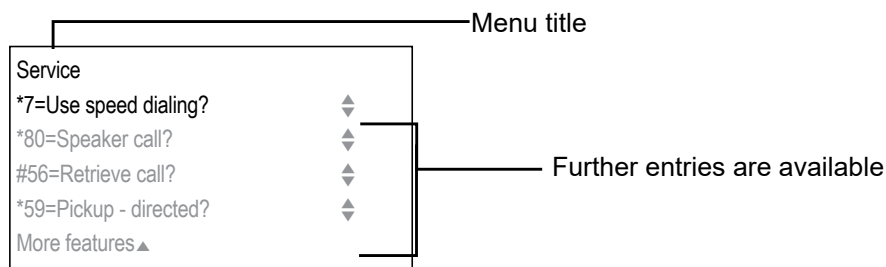 Menu title
Service
*7=Use speed dialing?
*80=Speaker call?
#56=Retrieve call?
Further entries are available
*59=Pickup - directed?
More features▲